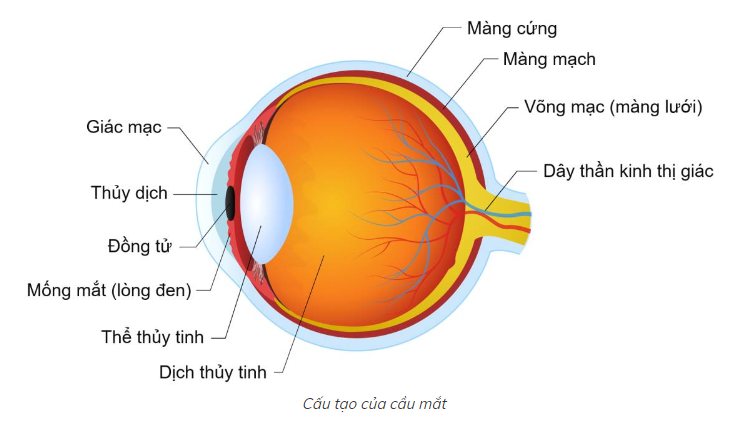 Màng cứng
Màng mạch
Võng mạc (màng lưới)
Giác mạc
Dây thần kinh thị giác
Thủy dịch
Đồng tử
Mống mắt (lòng đen)
Thể thủy tinh
Dịch thủy tinh
Cấu tạo của cầu mắt